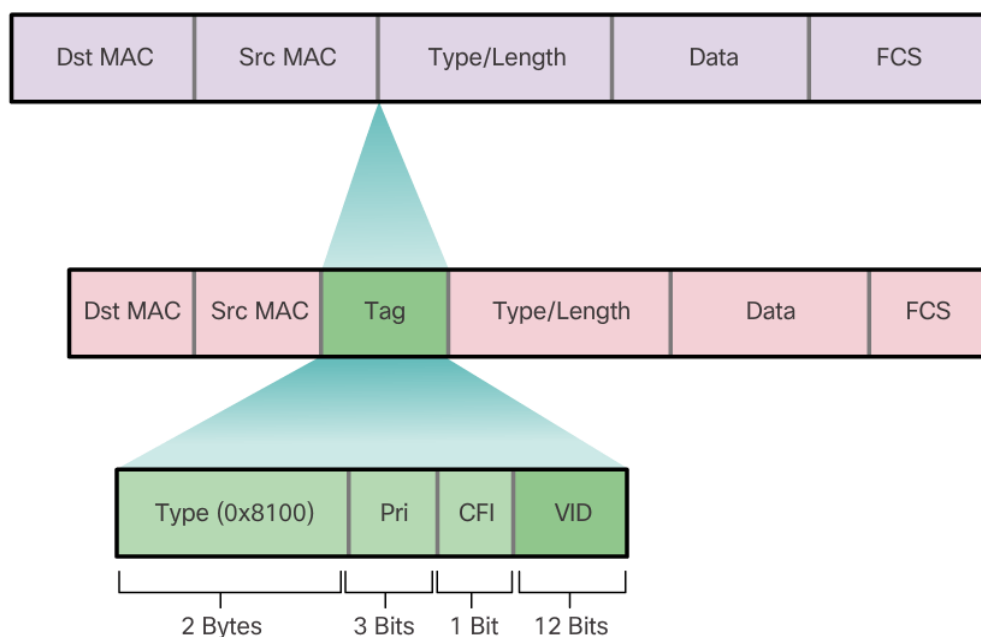 Dst MAC Src MAC Type/Length Data FCS
Dst MAC Src MAC Tag Type/Length Data FCS
Type (0x8100) Pri CFI VID
2 Bytes 3 Bits 1 Bit 12 Bits